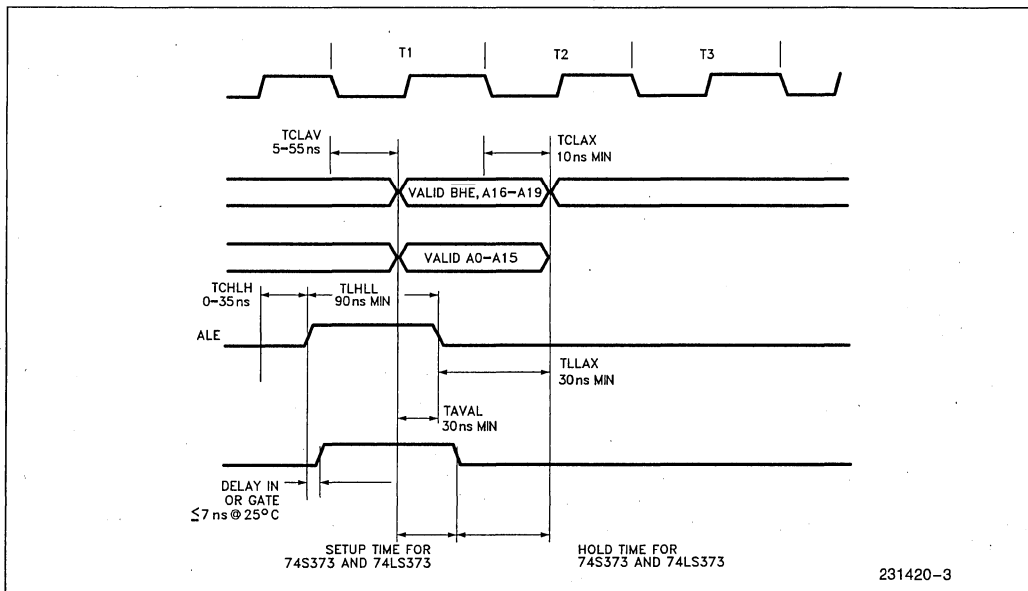 T1 T2 T3
TCLAV
5–55ns
TCLAX
10ns MIN
VALID B̅H̅E̅, A16–A19
VALID A0–A15
TCHLH
0–35ns
TLHLL
90ns MIN
ALE
TLLAX
30ns MIN
TAVAL
30ns MIN
DELAY IN
OR GATE
≤7 ns @ 25°C
SETUP TIME FOR
74S373 AND 74LS373
HOLD TIME FOR
74S373 AND 74LS373
231420–3